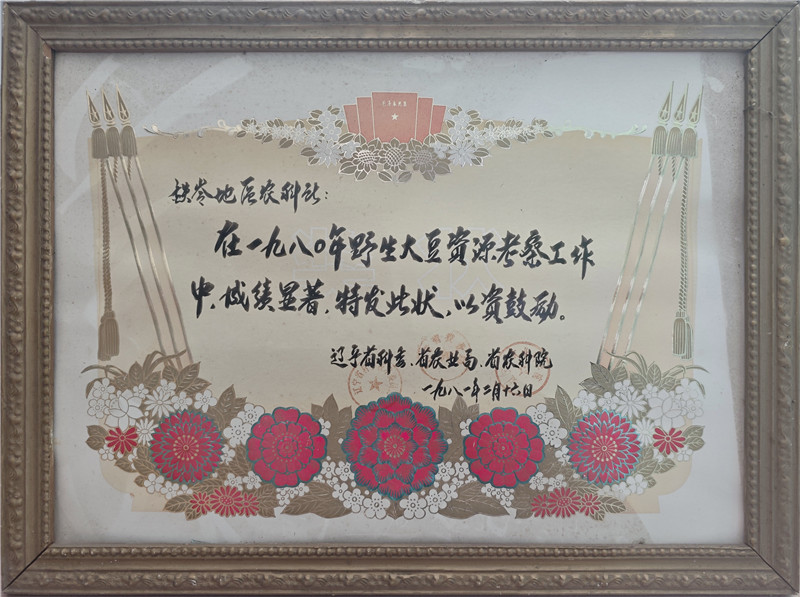 铁岭地区农科所：
在一九八〇年野生大豆资源考察工作
中，成绩显著，特发此状，以资鼓励。
辽宁省科委、省农业局、省农科院
一九八一年二月十六日